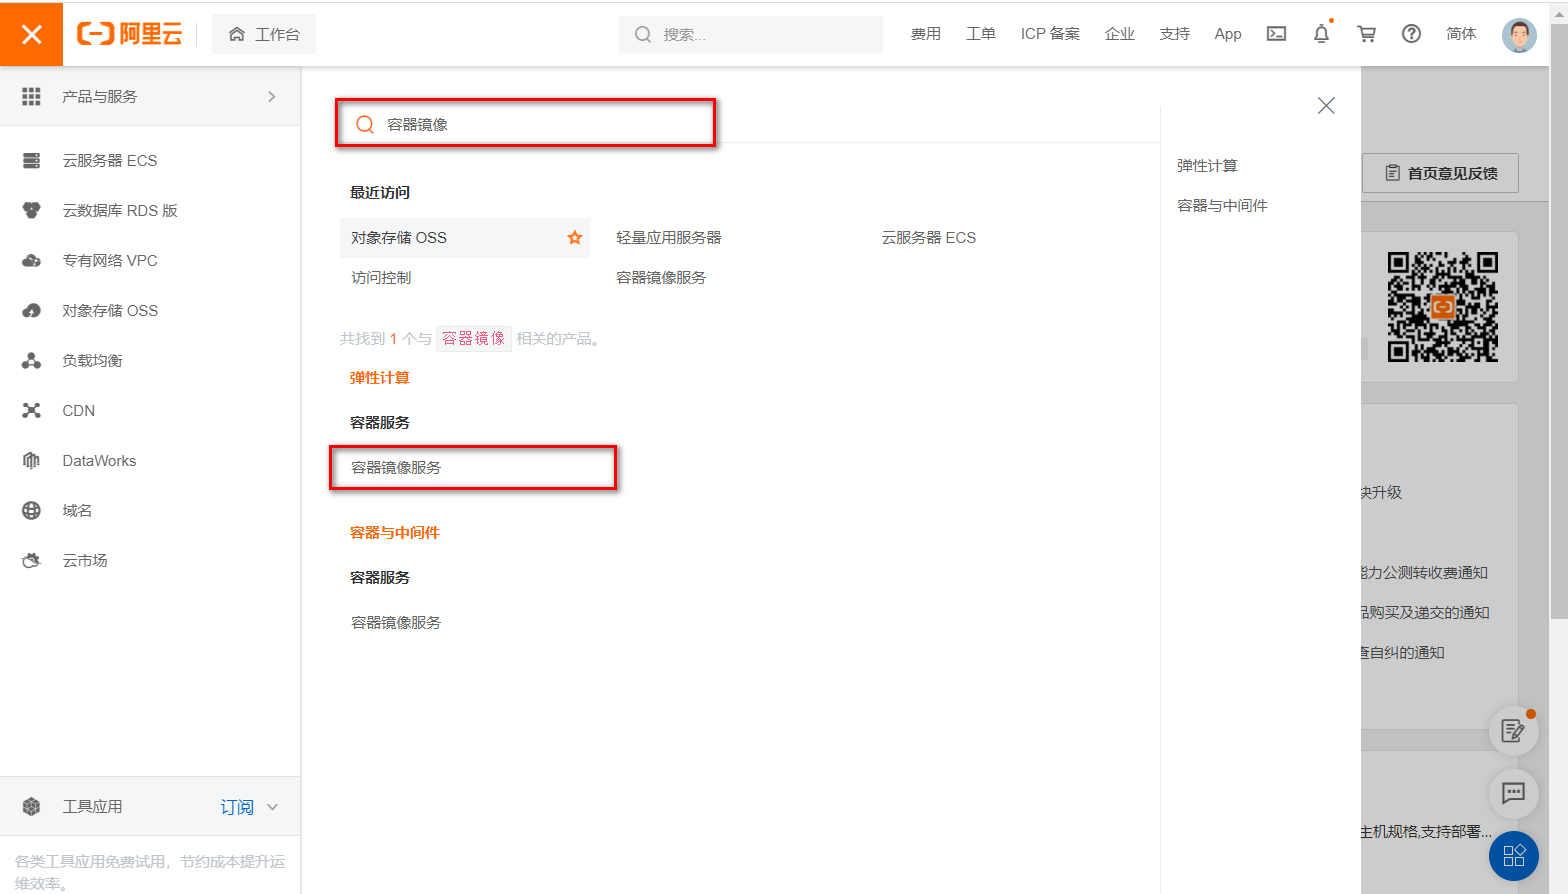 阿里云
工作台
搜索...
费用
工单
ICP 备案
企业
支持
App
简体
产品与服务
云服务器 ECS
云数据库 RDS 版
专有网络 VPC
对象存储 OSS
负载均衡
CDN
DataWorks
域名
云市场
工具应用
订阅
各类工具应用免费试用，节约成本提升运
维效率。
容器镜像
最近访问
对象存储 OSS
轻量应用服务器
云服务器 ECS
访问控制
容器镜像服务
共找到 1 个与 容器镜像 相关的产品。
弹性计算
容器服务
容器镜像服务
容器与中间件
容器服务
容器镜像服务
弹性计算
容器与中间件
首页意见反馈
升级
力公测转收费通知
购买及递交的通知
自纠的通知
主机规格,支持部署...